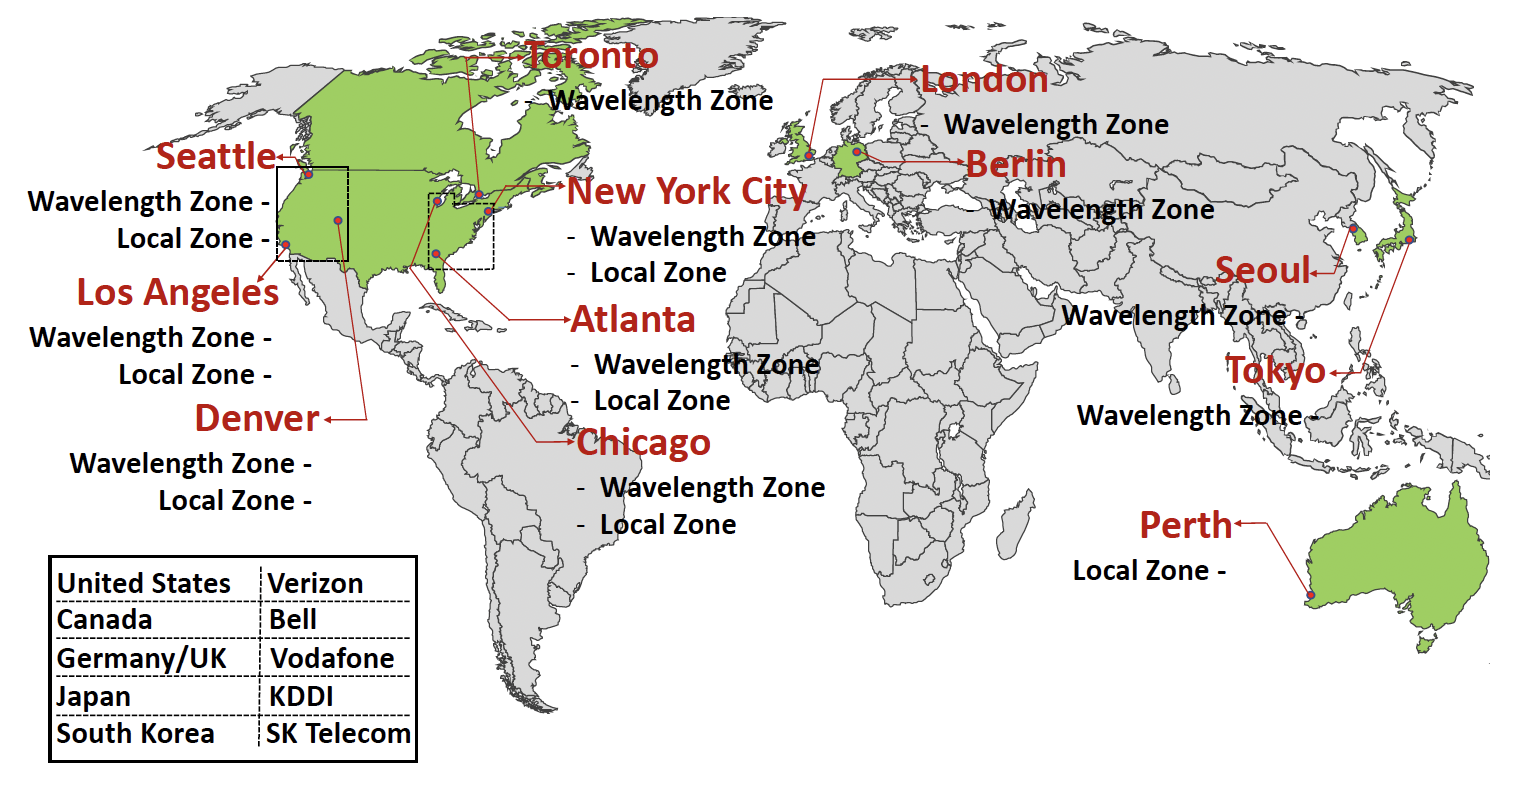 Toronto
- Wavelength Zone
London
- Wavelength Zone
Seattle
Wavelength Zone -
Local Zone -
Berlin
- Wavelength Zone
New York City
- Wavelength Zone
- Local Zone
Los Angeles
Wavelength Zone -
Local Zone -
Seoul
Wavelength Zone -
Atlanta
- Wavelength Zone
- Local Zone
Tokyo
Wavelength Zone -
Denver
Wavelength Zone -
Local Zone -
Chicago
- Wavelength Zone
- Local Zone
Perth
Local Zone -
United States Verizon
Canada Bell
Germany/UK Vodafone
Japan KDDI
South Korea SK Telecom